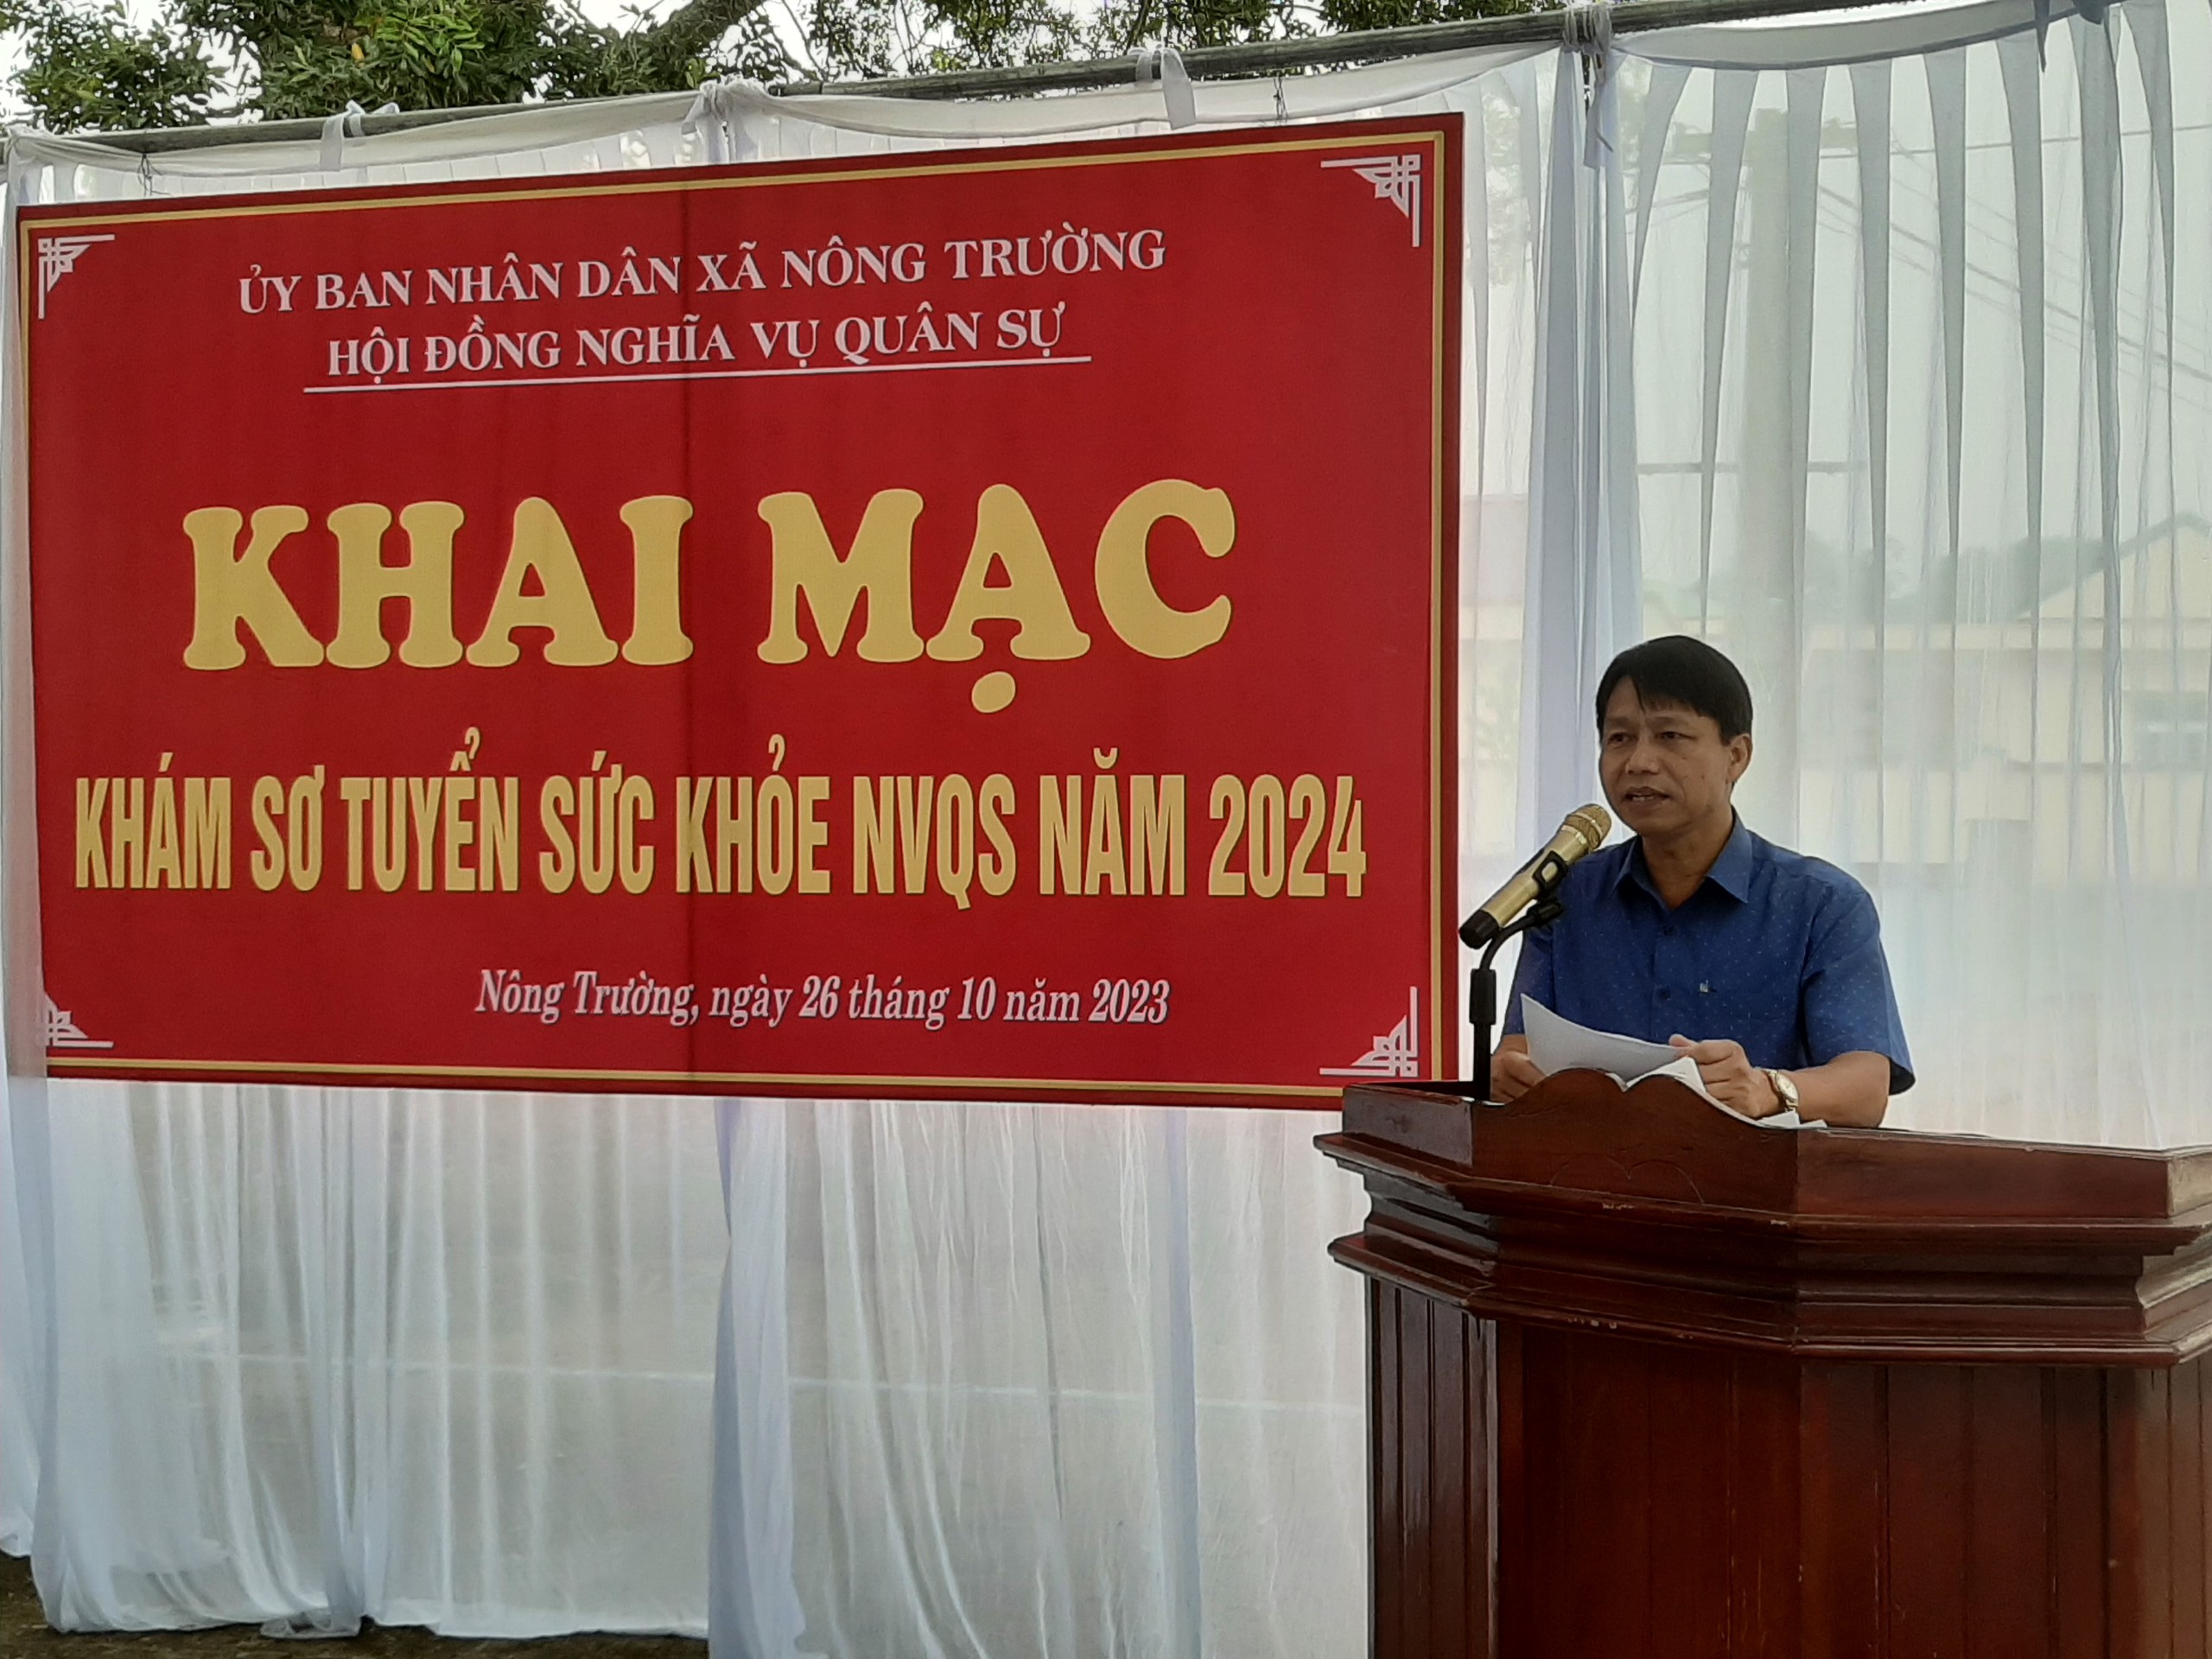 ỦY BAN NHÂN DÂN XÃ NÔNG TRƯỜNG
HỘI ĐỒNG NGHĨA VỤ QUÂN SỰ
KHAI MẠC
KHÁM SƠ TUYỂN SỨC KHỎE NVQS NĂM 2024
Nông Trường, ngày 26 tháng 10 năm 2023